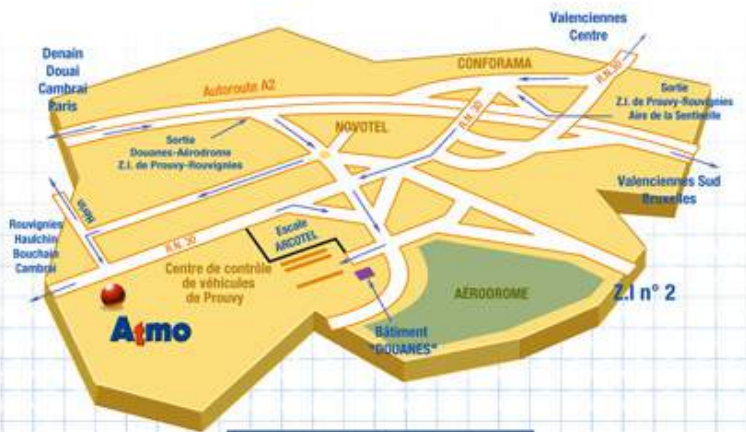 Valenciennes
Centre
Denain
Douai
Cambrai
Paris
CONFORAMA
R.N. 30
Autoroute A2
Sortie
Z.I. de Prouvy-Rouvignies
Aire de la Sentinelle
R.N. 30
NOVOTEL
Sortie
Douanes-Aérodrome
Z.I. de Prouvy-Rouvignies
Valenciennes Sud
Bruxelles
Hérin
Rouvignies
Haulchin
Bouchain
Cambrai
R.N. 30
Escale
ARCOTEL
Centre de contrôle
de véhicules
de Prouvy
AÉRODROME
Z.I n° 2
Atmo
Bâtiment
"DOUANES"